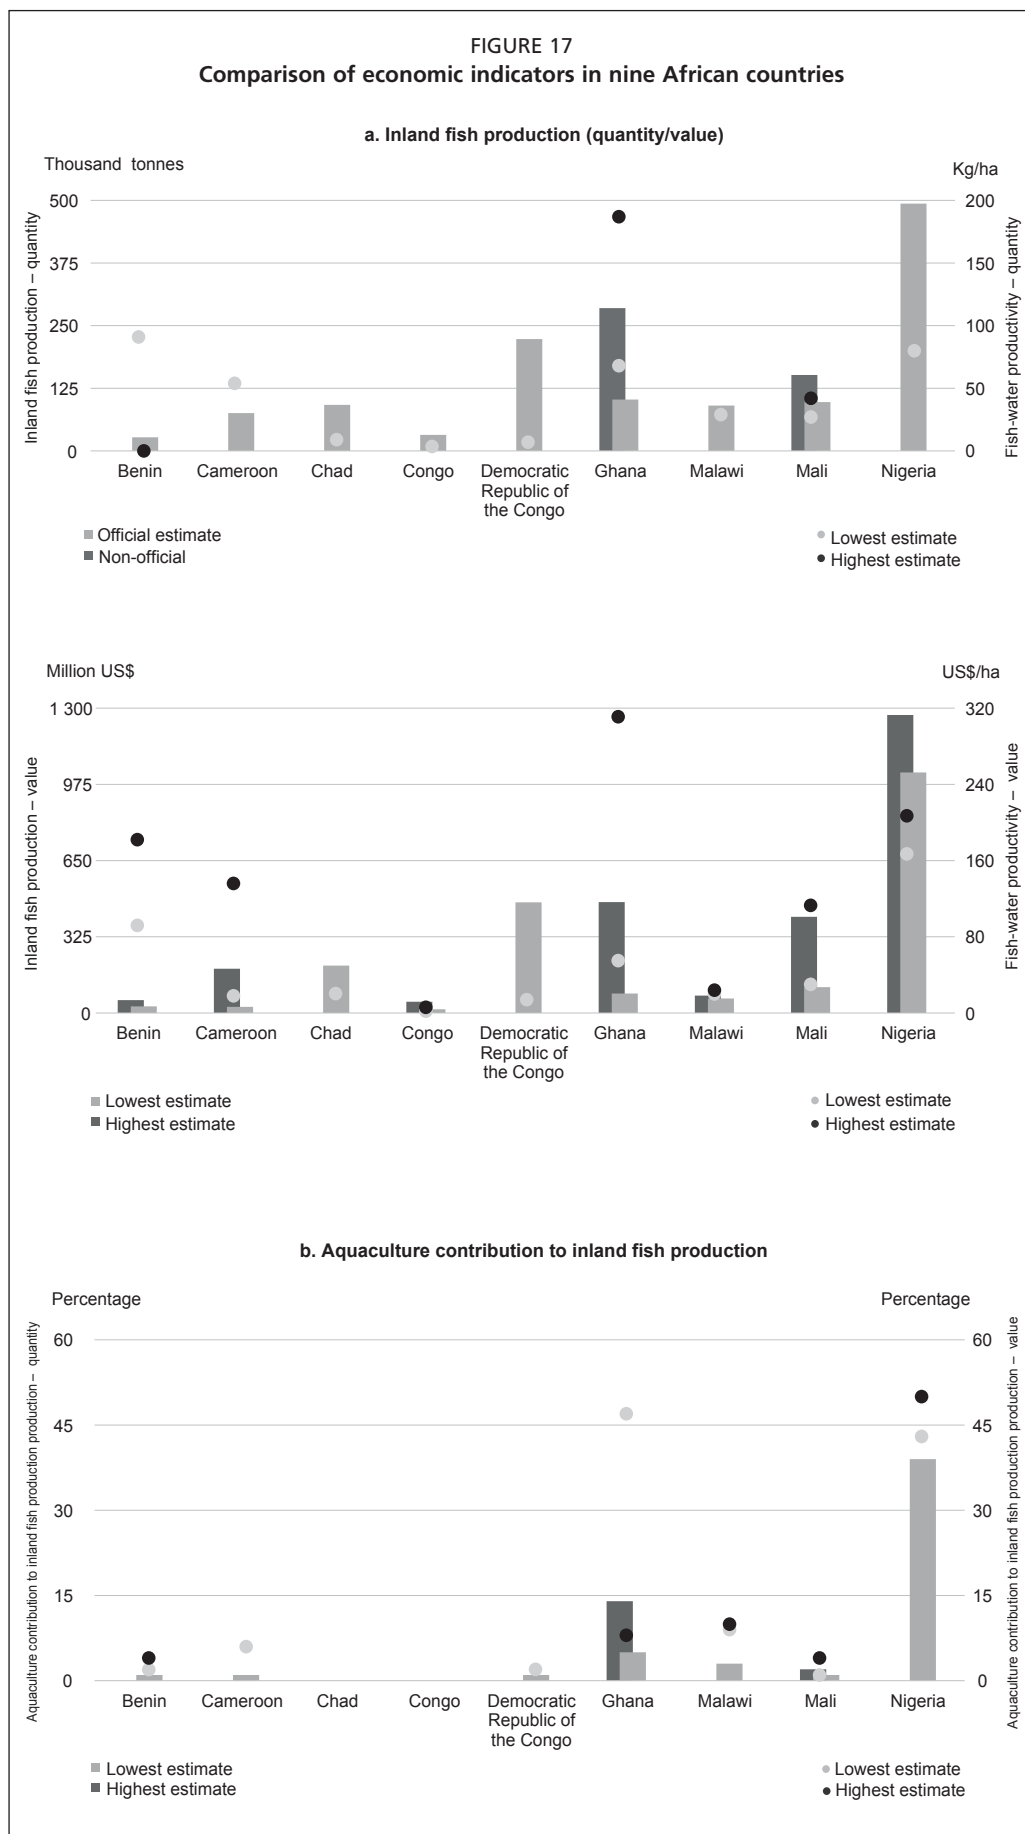 FIGURE 17
Comparison of economic indicators in nine African countries
a. Inland fish production (quantity/value)
Thousand tonnes
Kg/ha
Inland fish production – quantity
500
375
250
125
0
200
150
100
50
0
Fish-water productivity – quantity
Benin
Cameroon
Chad
Congo
Democratic
Republic of
the Congo
Ghana
Malawi
Mali
Nigeria
Official estimate
Non-official
Lowest estimate
Highest estimate
Million US$
US$/ha
Inland fish production – value
1 300
975
650
325
0
320
240
160
80
0
Fish-water productivity – value
Benin
Cameroon
Chad
Congo
Democratic
Republic of
the Congo
Ghana
Malawi
Mali
Nigeria
Lowest estimate
Highest estimate
Lowest estimate
Highest estimate
b. Aquaculture contribution to inland fish production
Percentage
Percentage
Aquaculture contribution to inland fish production production – quantity
60
45
30
15
0
60
45
30
15
0
Aquaculture contribution to inland fish production production – value
Benin
Cameroon
Chad
Congo
Democratic
Republic of
the Congo
Ghana
Malawi
Mali
Nigeria
Lowest estimate
Highest estimate
Lowest estimate
Highest estimate